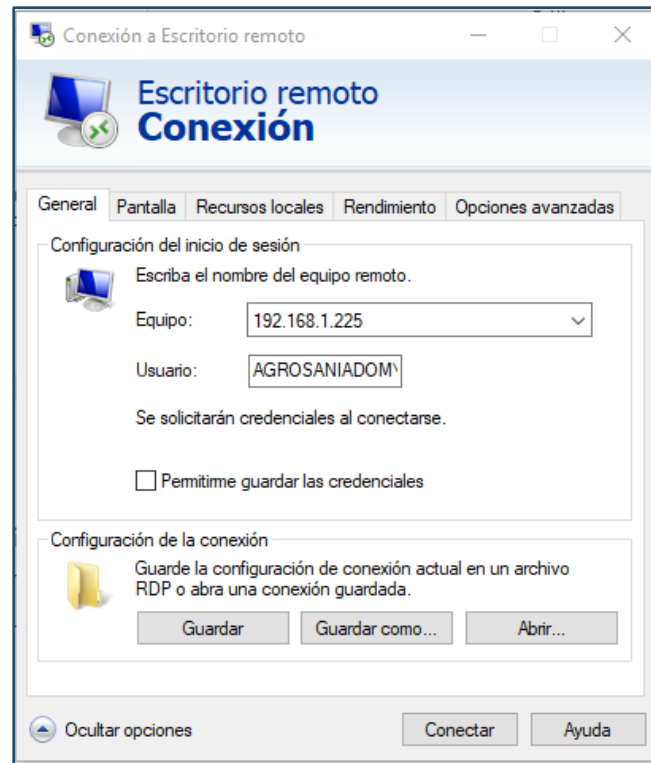 Conexión a Escritorio remoto
Escritorio remoto
Conexión
General Pantalla Recursos locales Rendimiento Opciones avanzadas
Configuración del inicio de sesión
Escriba el nombre del equipo remoto.
Equipo: 192.168.1.225
Usuario: AGROSANIADOM\
Se solicitarán credenciales al conectarse.
Permitirme guardar las credenciales
Configuración de la conexión
Guarde la configuración de conexión actual en un archivo
RDP o abra una conexión guardada.
Guardar Guardar como... Abrir...
Ocultar opciones Conectar Ayuda